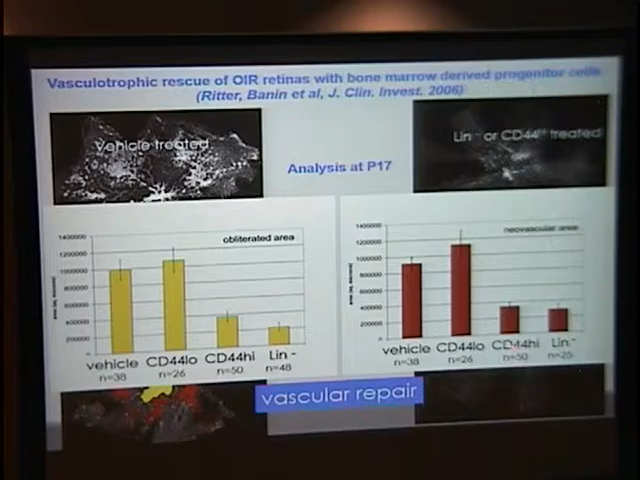 Vasculotrophic rescue of OIR retinas with bone marrow derived progenitor cells.
(Ritter, Banin et al, J. Clin. Invest. 2006)
Vehicle treated
Lin⁻ or CD44ʰⁱ treated
Analysis at P17
obliterated area
1400000
1200000
1000000
800000
600000
400000
200000
vehicle CD44lo CD44hi Lin⁻
n=38 n=26 n=50 n=48
neovascular area
1400000
1200000
1000000
800000
600000
400000
200000
0
vehicle CD44lo CD44hi Lin⁻
n=38 n=26 n=50 n=25
vascular repair